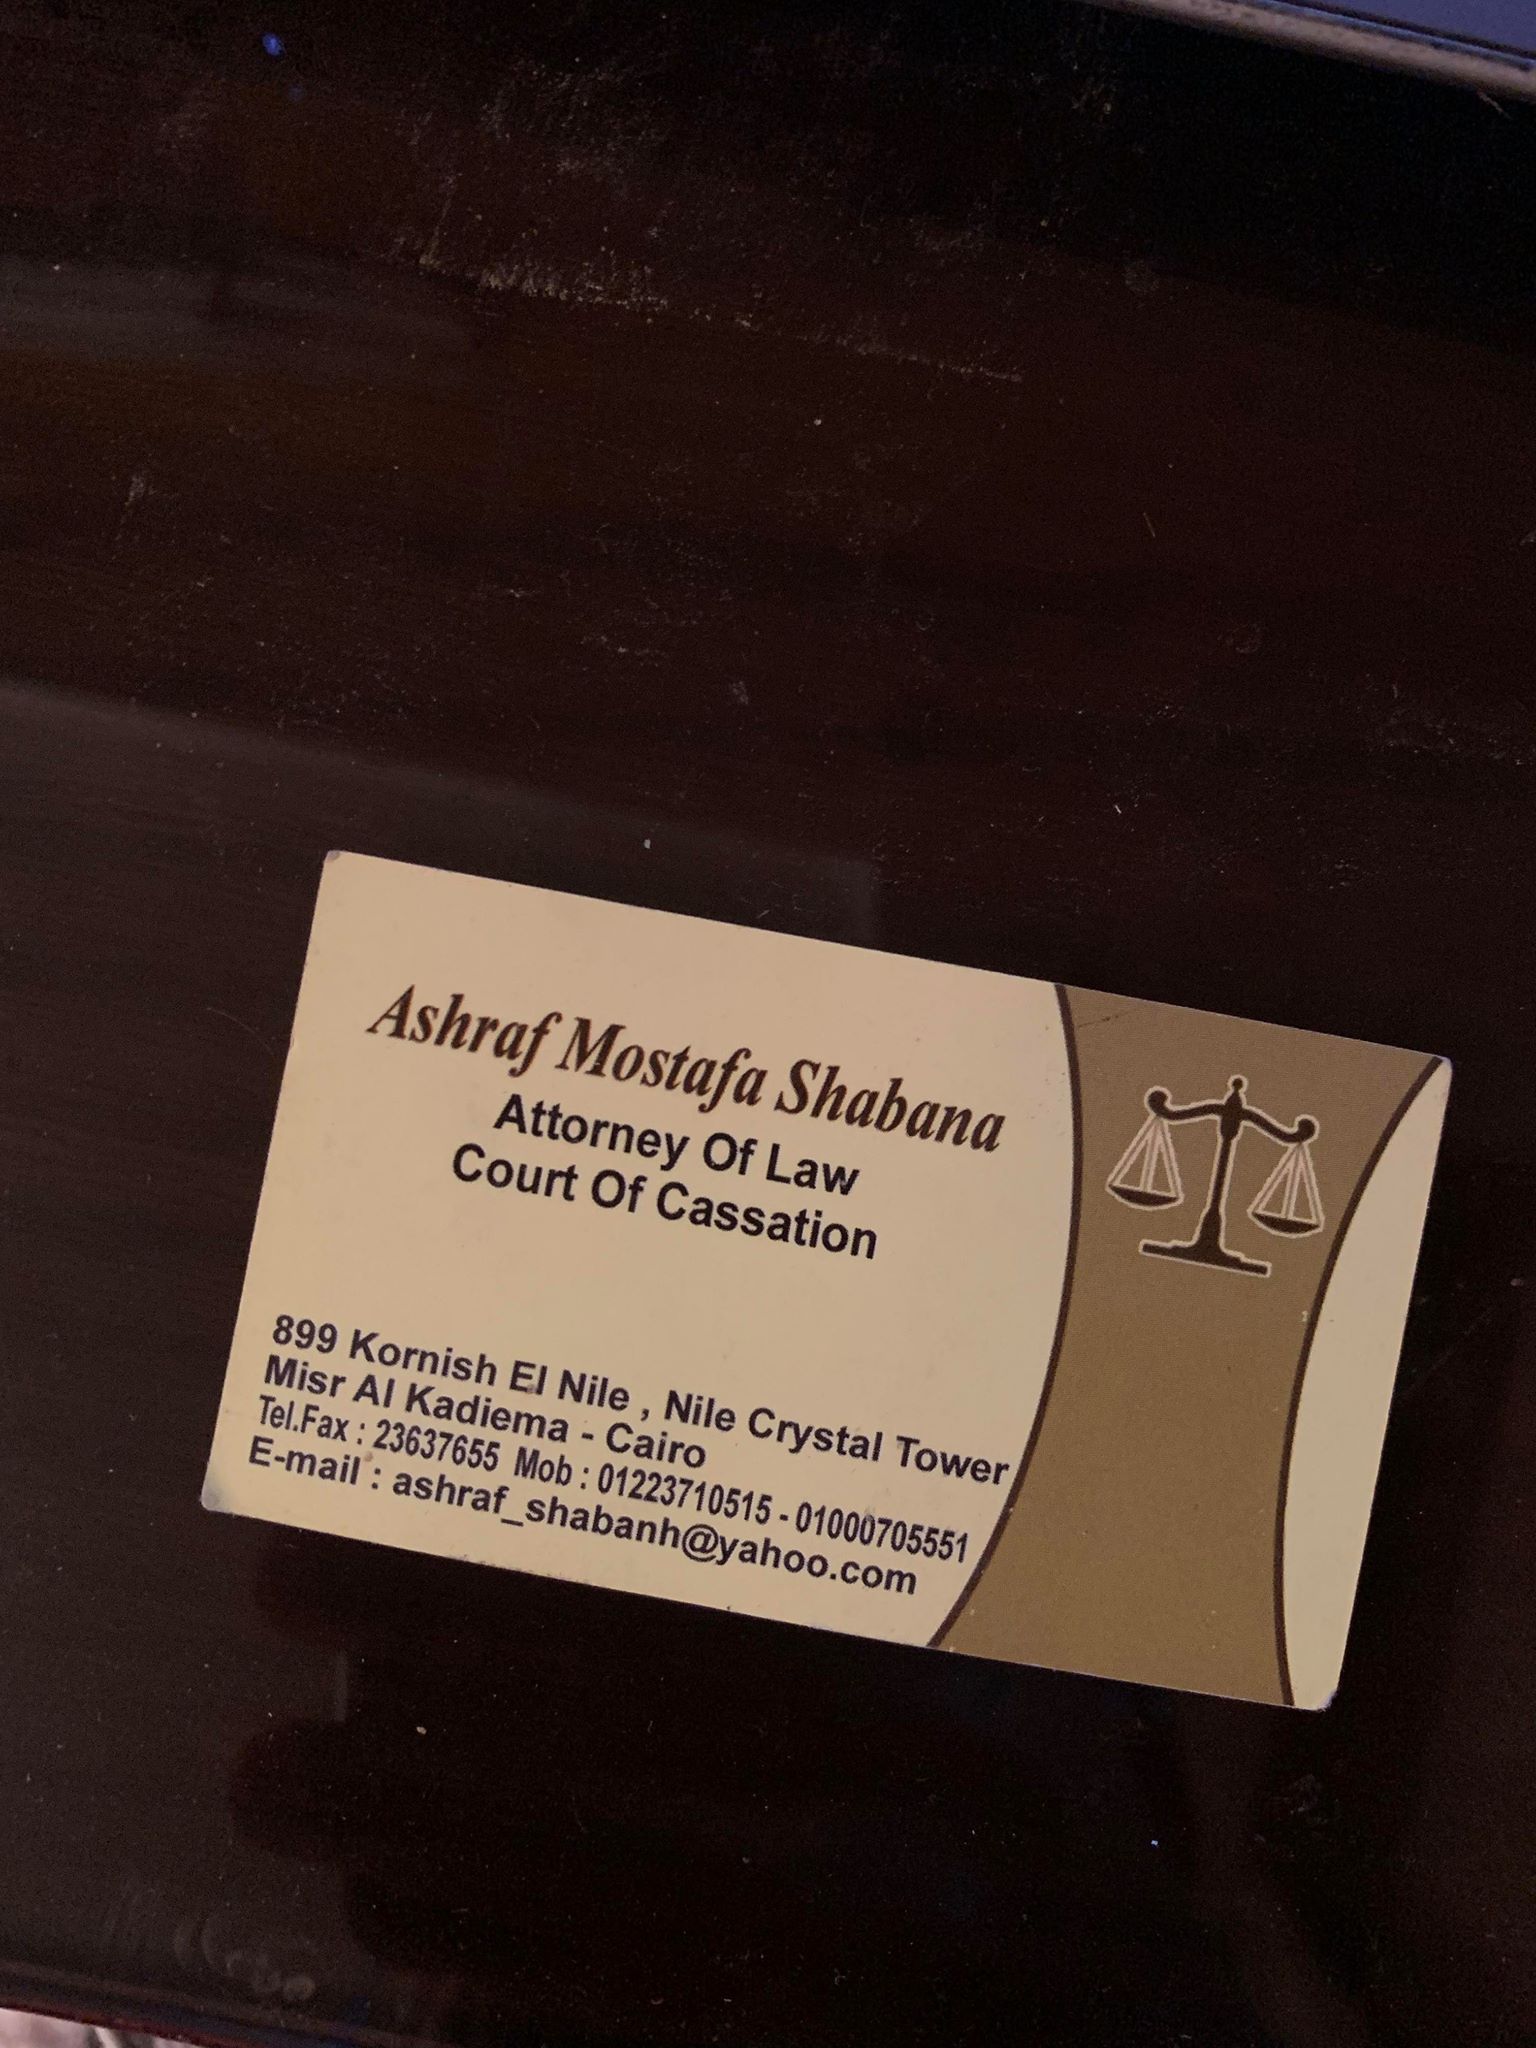 Ashraf Mostafa Shabana
Attorney Of Law
Court Of Cassation
899 Kornish El Nile , Nile Crystal Tower
Misr Al Kadiema - Cairo
Tel.Fax : 23637655 Mob : 01223710515 - 01000705551
E-mail : ashraf_shabanh@yahoo.com